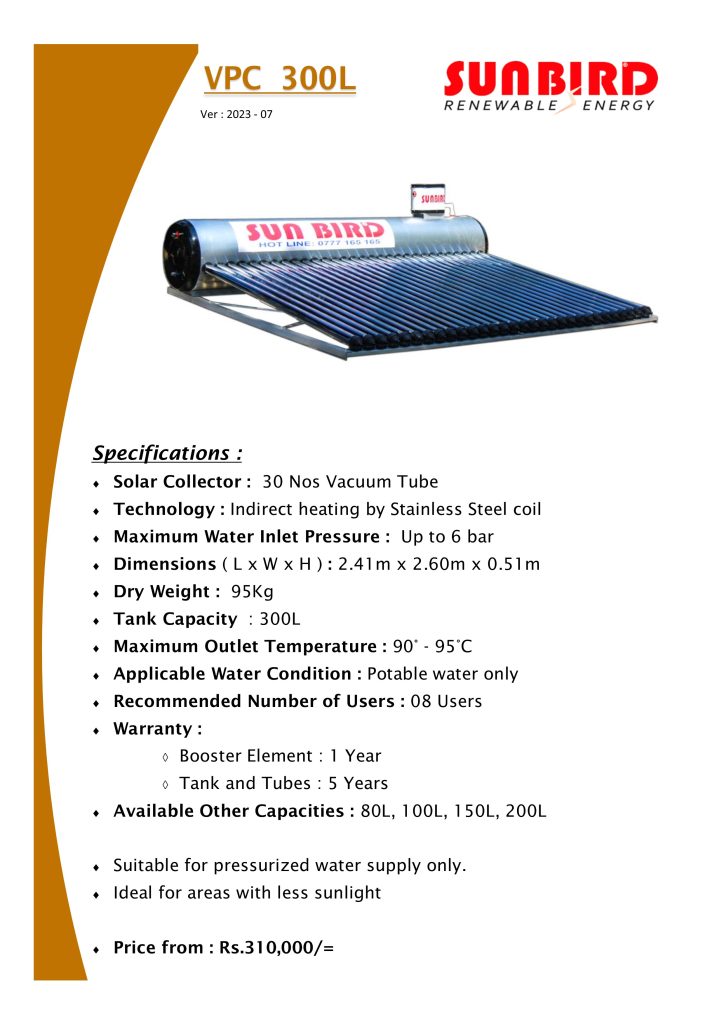 VPC 300L
Ver : 2023 - 07
SUNBIRD®
RENEWABLE ENERGY
SUNBIRD
SUN BIRD
HOT LINE: 0777 165 165
Specifications :
♦ Solar Collector : 30 Nos Vacuum Tube
♦ Technology : Indirect heating by Stainless Steel coil
♦ Maximum Water Inlet Pressure : Up to 6 bar
♦ Dimensions ( L x W x H ) : 2.41m x 2.60m x 0.51m
♦ Dry Weight : 95Kg
♦ Tank Capacity : 300L
♦ Maximum Outlet Temperature : 90° - 95°C
♦ Applicable Water Condition : Potable water only
♦ Recommended Number of Users : 08 Users
♦ Warranty :
◊ Booster Element : 1 Year
◊ Tank and Tubes : 5 Years
♦ Available Other Capacities : 80L, 100L, 150L, 200L
♦ Suitable for pressurized water supply only.
♦ Ideal for areas with less sunlight
♦ Price from : Rs.310,000/=